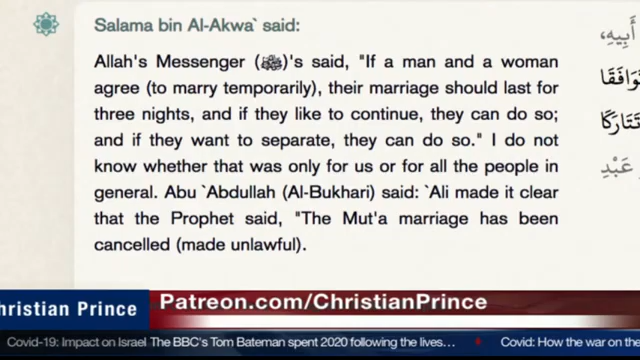 Salama bin Al-Akwa` said:
أَبِيهِ،
Allah's Messenger (ﷺ)'s said, "If a man and a woman
agree (to marry temporarily), their marriage should last for
three nights, and if they like to continue, they can do so;
and if they want to separate, they can do so." I do not
know whether that was only for us or for all the people in
general. Abu `Abdullah (Al-Bukhari) said: `Ali made it clear
that the Prophet said, "The Mut'a marriage has been
cancelled (made unlawful).
عَبْدِ
hristian Prince
Patreon.com/ChristianPrince
Covid-19: Impact on Israel The BBC's Tom Bateman spent 2020 following the lives…
Covid: How the war on the